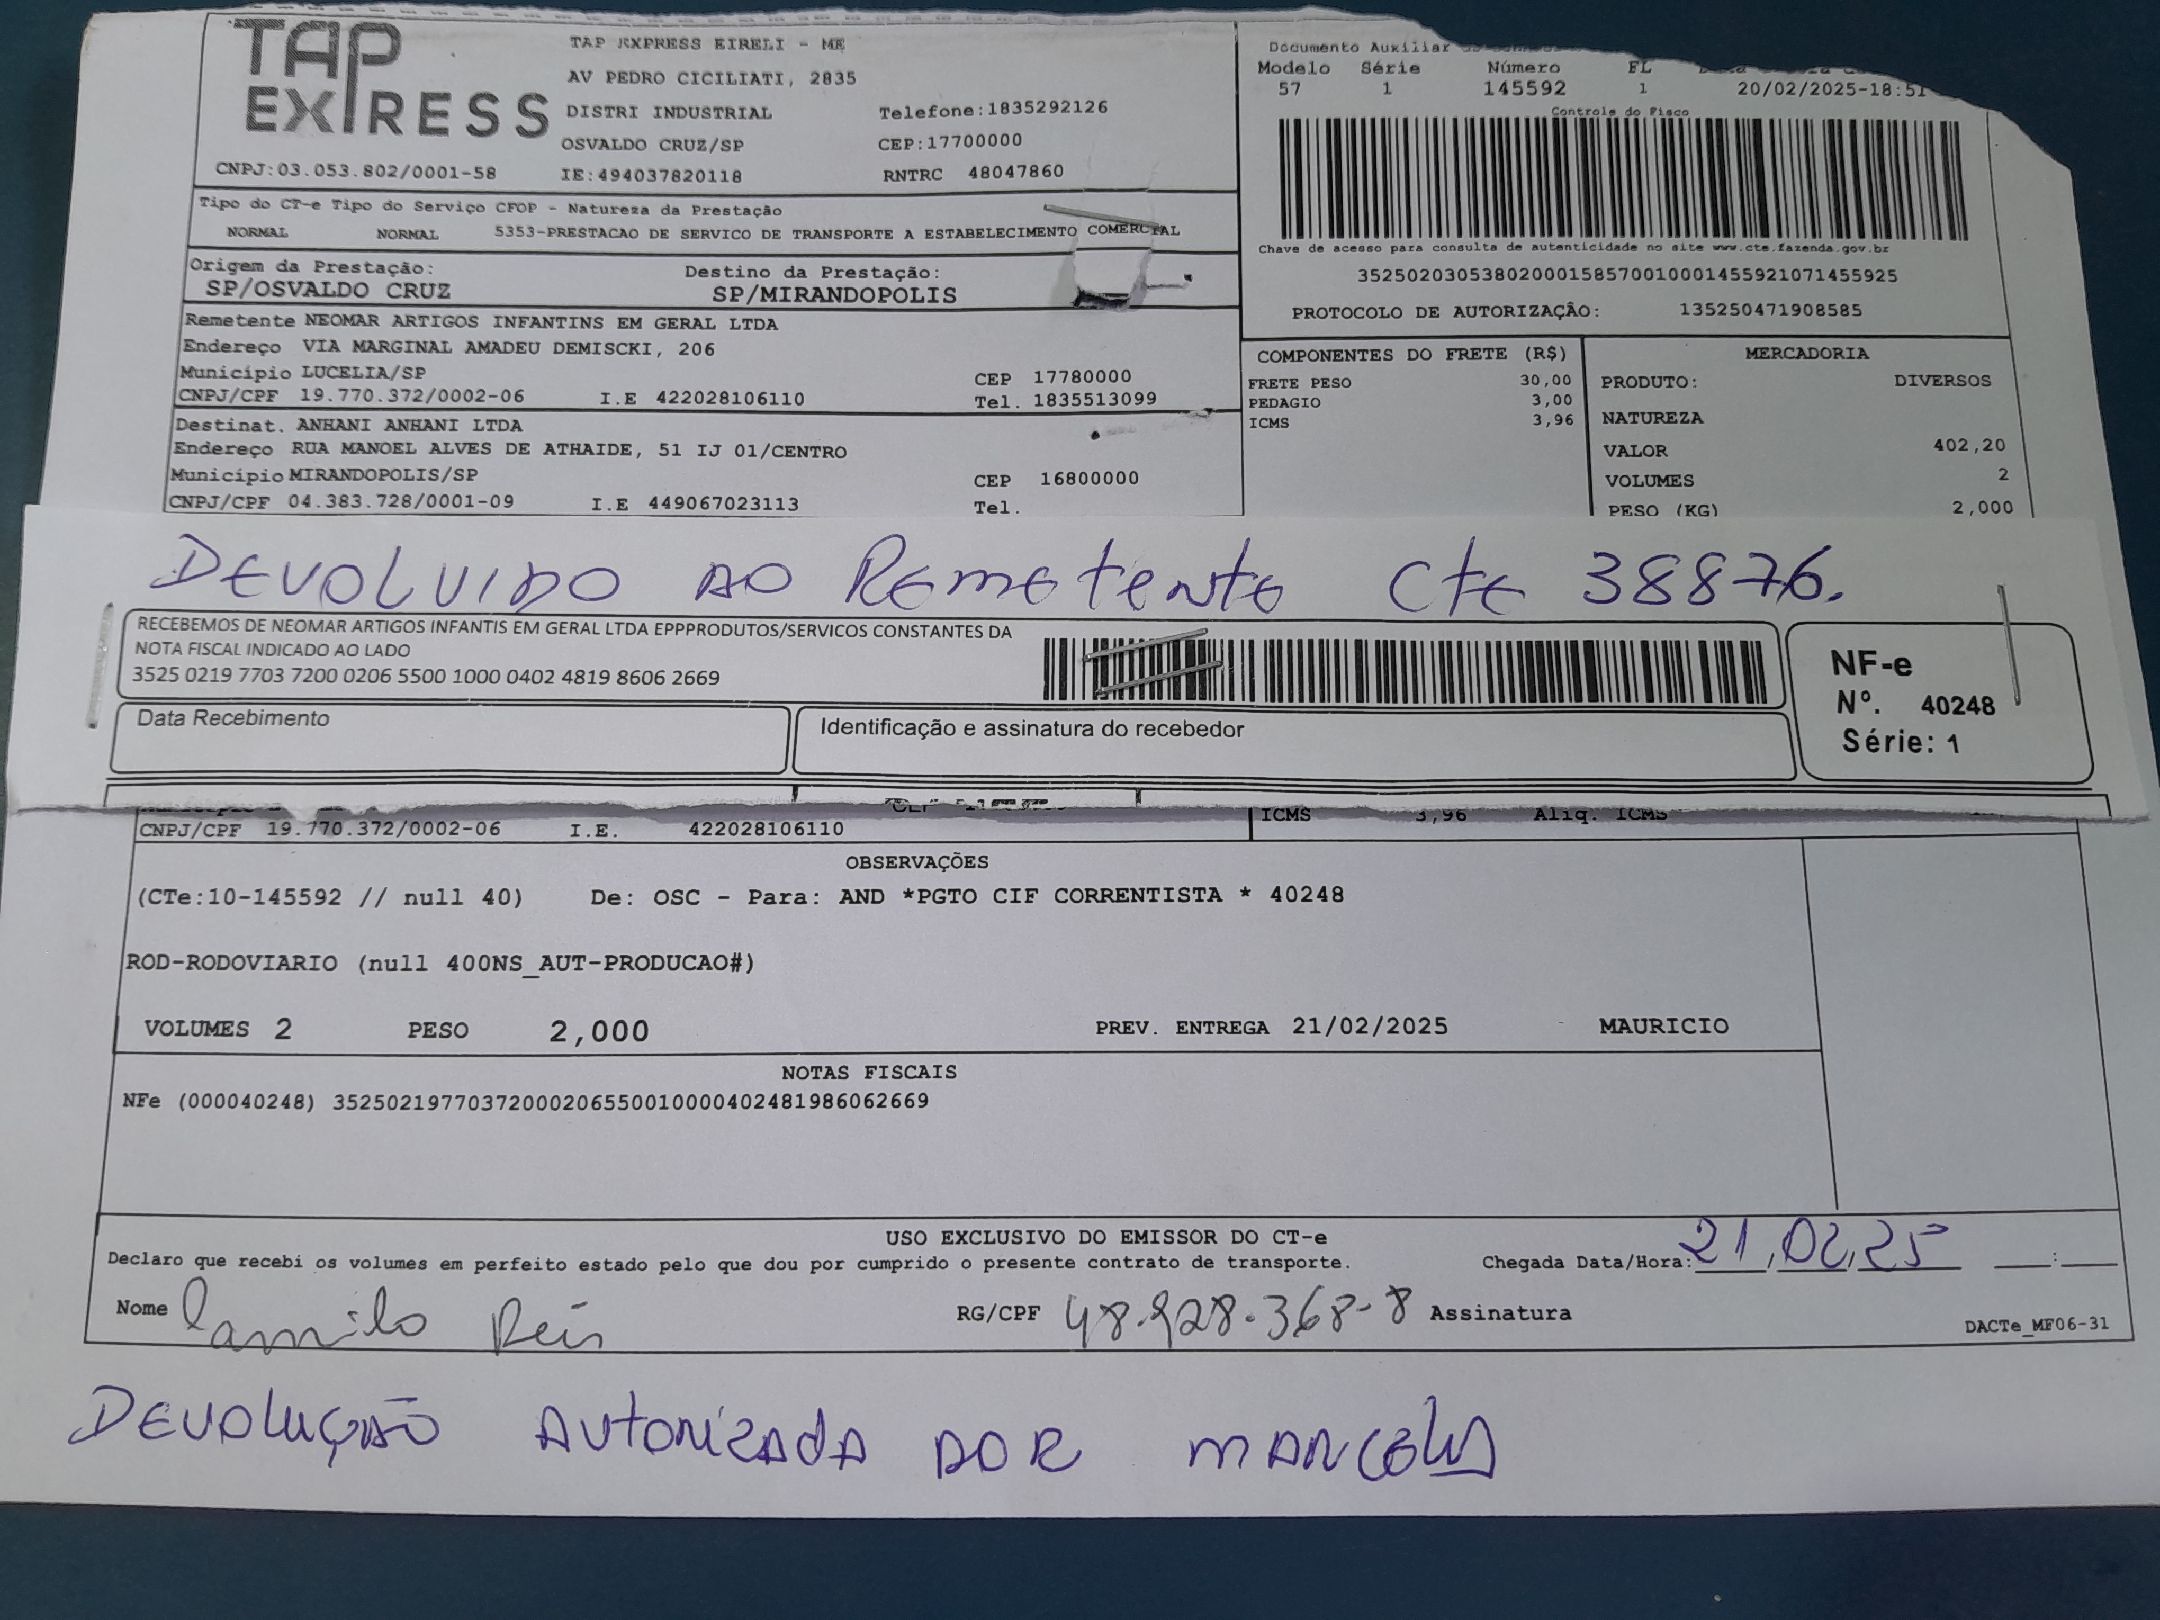 TAP
EXPRESS
TAP EXPRESS EIRELI - ME
AV PEDRO CICILIATI, 2835
DISTRI INDUSTRIAL Telefone:1835292126
OSVALDO CRUZ/SP CEP:17700000
CNPJ:03.053.802/0001-58 IE:494037820118 RNTRC 48047860
Documento Auxiliar
Modelo Série Número FL
57 1 145592 1 20/02/2025-18:51
Controle do Fisco
Chave de acesso para consulta de autenticidade no site www.cte.fazenda.gov.br
35250203053802000158570010001455921071455925
PROTOCOLO DE AUTORIZAÇÂO: 135250471908585
Tipo do CT-e Tipo do Serviço CFOP - Natureza da Prestação
NORMAL NORMAL 5353-PRESTACAO DE SERVICO DE TRANSPORTE A ESTABELECIMENTO COMERCIAL
Origem da Prestação: Destino da Prestação:
SP/OSVALDO CRUZ SP/MIRANDOPOLIS
Remetente NEOMAR ARTIGOS INFANTINS EM GERAL LTDA
Endereço VIA MARGINAL AMADEU DEMISCKI, 206
Município LUCELIA/SP CEP 17780000
CNPJ/CPF 19.770.372/0002-06 I.E 422028106110 Tel. 1835513099
Destinat. ANHANI ANHANI LTDA
Endereço RUA MANOEL ALVES DE ATHAIDE, 51 IJ 01/CENTRO
Município MIRANDOPOLIS/SP CEP 16800000
CNPJ/CPF 04.383.728/0001-09 I.E 449067023113 Tel.
COMPONENTES DO FRETE (R$)
FRETE PESO 30,00
PEDAGIO 3,00
ICMS 3,96
MERCADORIA
PRODUTO: DIVERSOS
NATUREZA
VALOR 402,20
VOLUMES 2
PESO (KG) 2,000
DEVOLVIDO AO Remetente Cte 38876.
RECEBEMOS DE NEOMAR ARTIGOS INFANTIS EM GERAL LTDA EPPPRODUTOS/SERVICOS CONSTANTES DA
NOTA FISCAL INDICADO AO LADO
3525 0219 7703 7200 0206 5500 1000 0402 4819 8606 2669
NF-e
Nº. 40248
Série: 1
Data Recebimento
Identificação e assinatura do recebedor
CNPJ/CPF 19.770.372/0002-06 I.E. 422028106110 ICMS 3,96 Aliq. ICMS
OBSERVAÇÕES
(CTe:10-145592 // null 40) De: OSC - Para: AND *PGTO CIF CORRENTISTA * 40248
ROD-RODOVIARIO (null 400NS_AUT-PRODUCAO#)
VOLUMES 2 PESO 2,000 PREV. ENTREGA 21/02/2025 MAURICIO
NOTAS FISCAIS
NFe (000040248) 35250219770372000206550010000402481986062669
USO EXCLUSIVO DO EMISSOR DO CT-e
Declaro que recebi os volumes em perfeito estado pelo que dou por cumprido o presente contrato de transporte. Chegada Data/Hora: 21,02,25 :
Nome Camilo Reis RG/CPF 48.928.368-8 Assinatura
DACTe_MF06-31
DEVOLUÇÃO AUTORIZADA POR